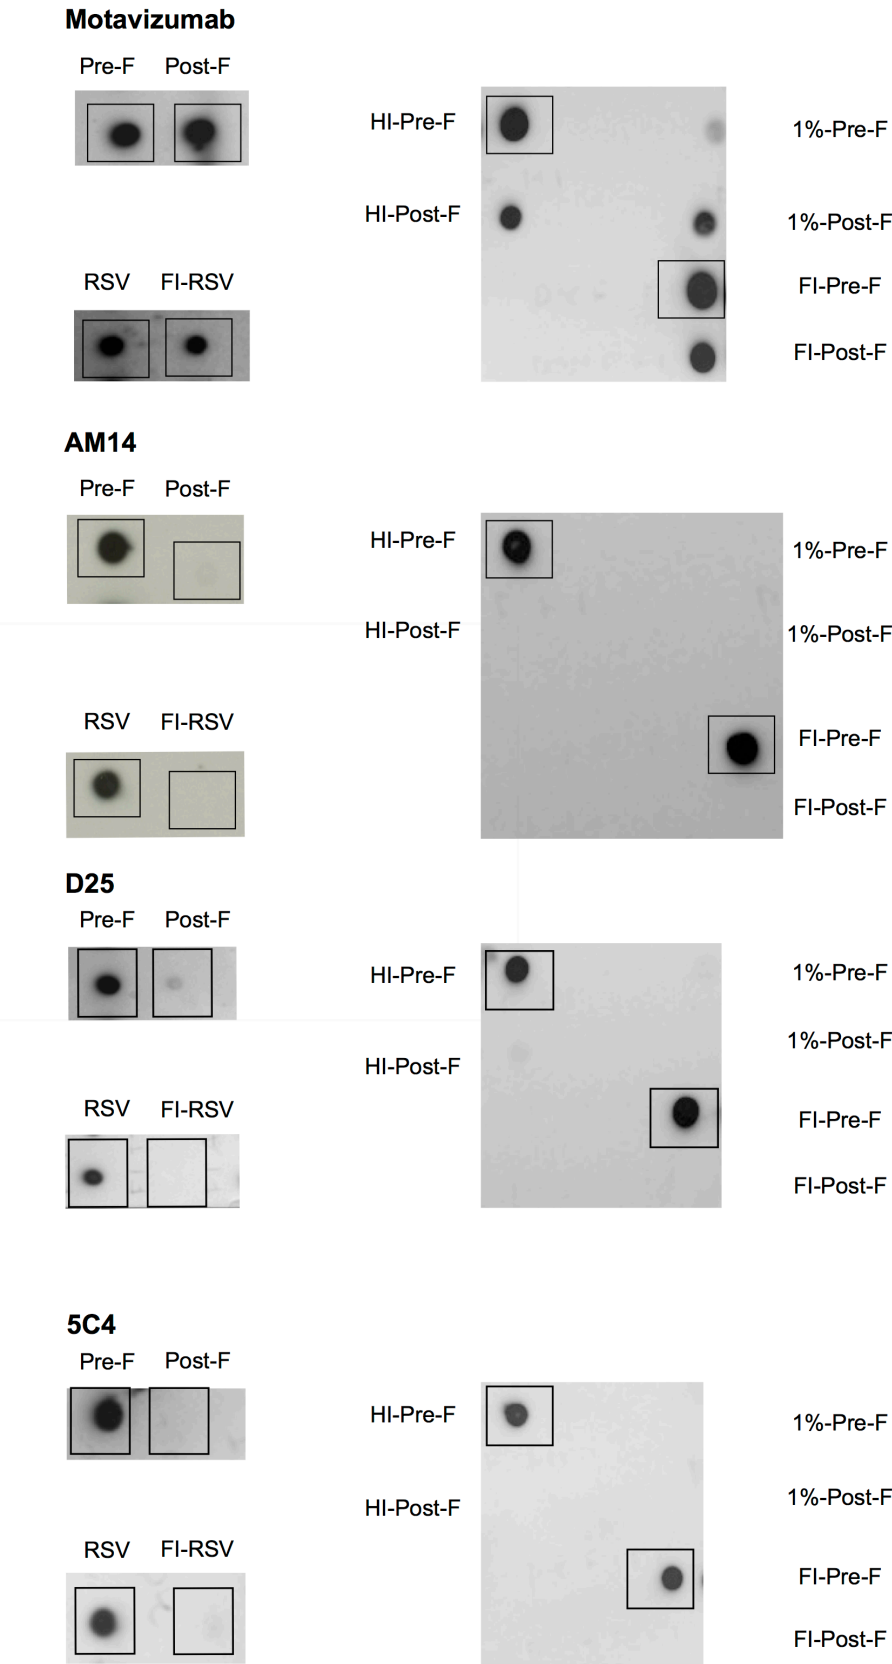 Motavizumab
Pre-F Post-F
HI-Pre-F 1%-Pre-F
HI-Post-F 1%-Post-F
RSV FI-RSV FI-Pre-F
FI-Post-F
AM14
Pre-F Post-F
HI-Pre-F 1%-Pre-F
HI-Post-F 1%-Post-F
RSV FI-RSV FI-Pre-F
FI-Post-F
D25
Pre-F Post-F
HI-Pre-F 1%-Pre-F
1%-Post-F
HI-Post-F
RSV FI-RSV FI-Pre-F
FI-Post-F
5C4
Pre-F Post-F
HI-Pre-F 1%-Pre-F
HI-Post-F 1%-Post-F
RSV FI-RSV FI-Pre-F
FI-Post-F